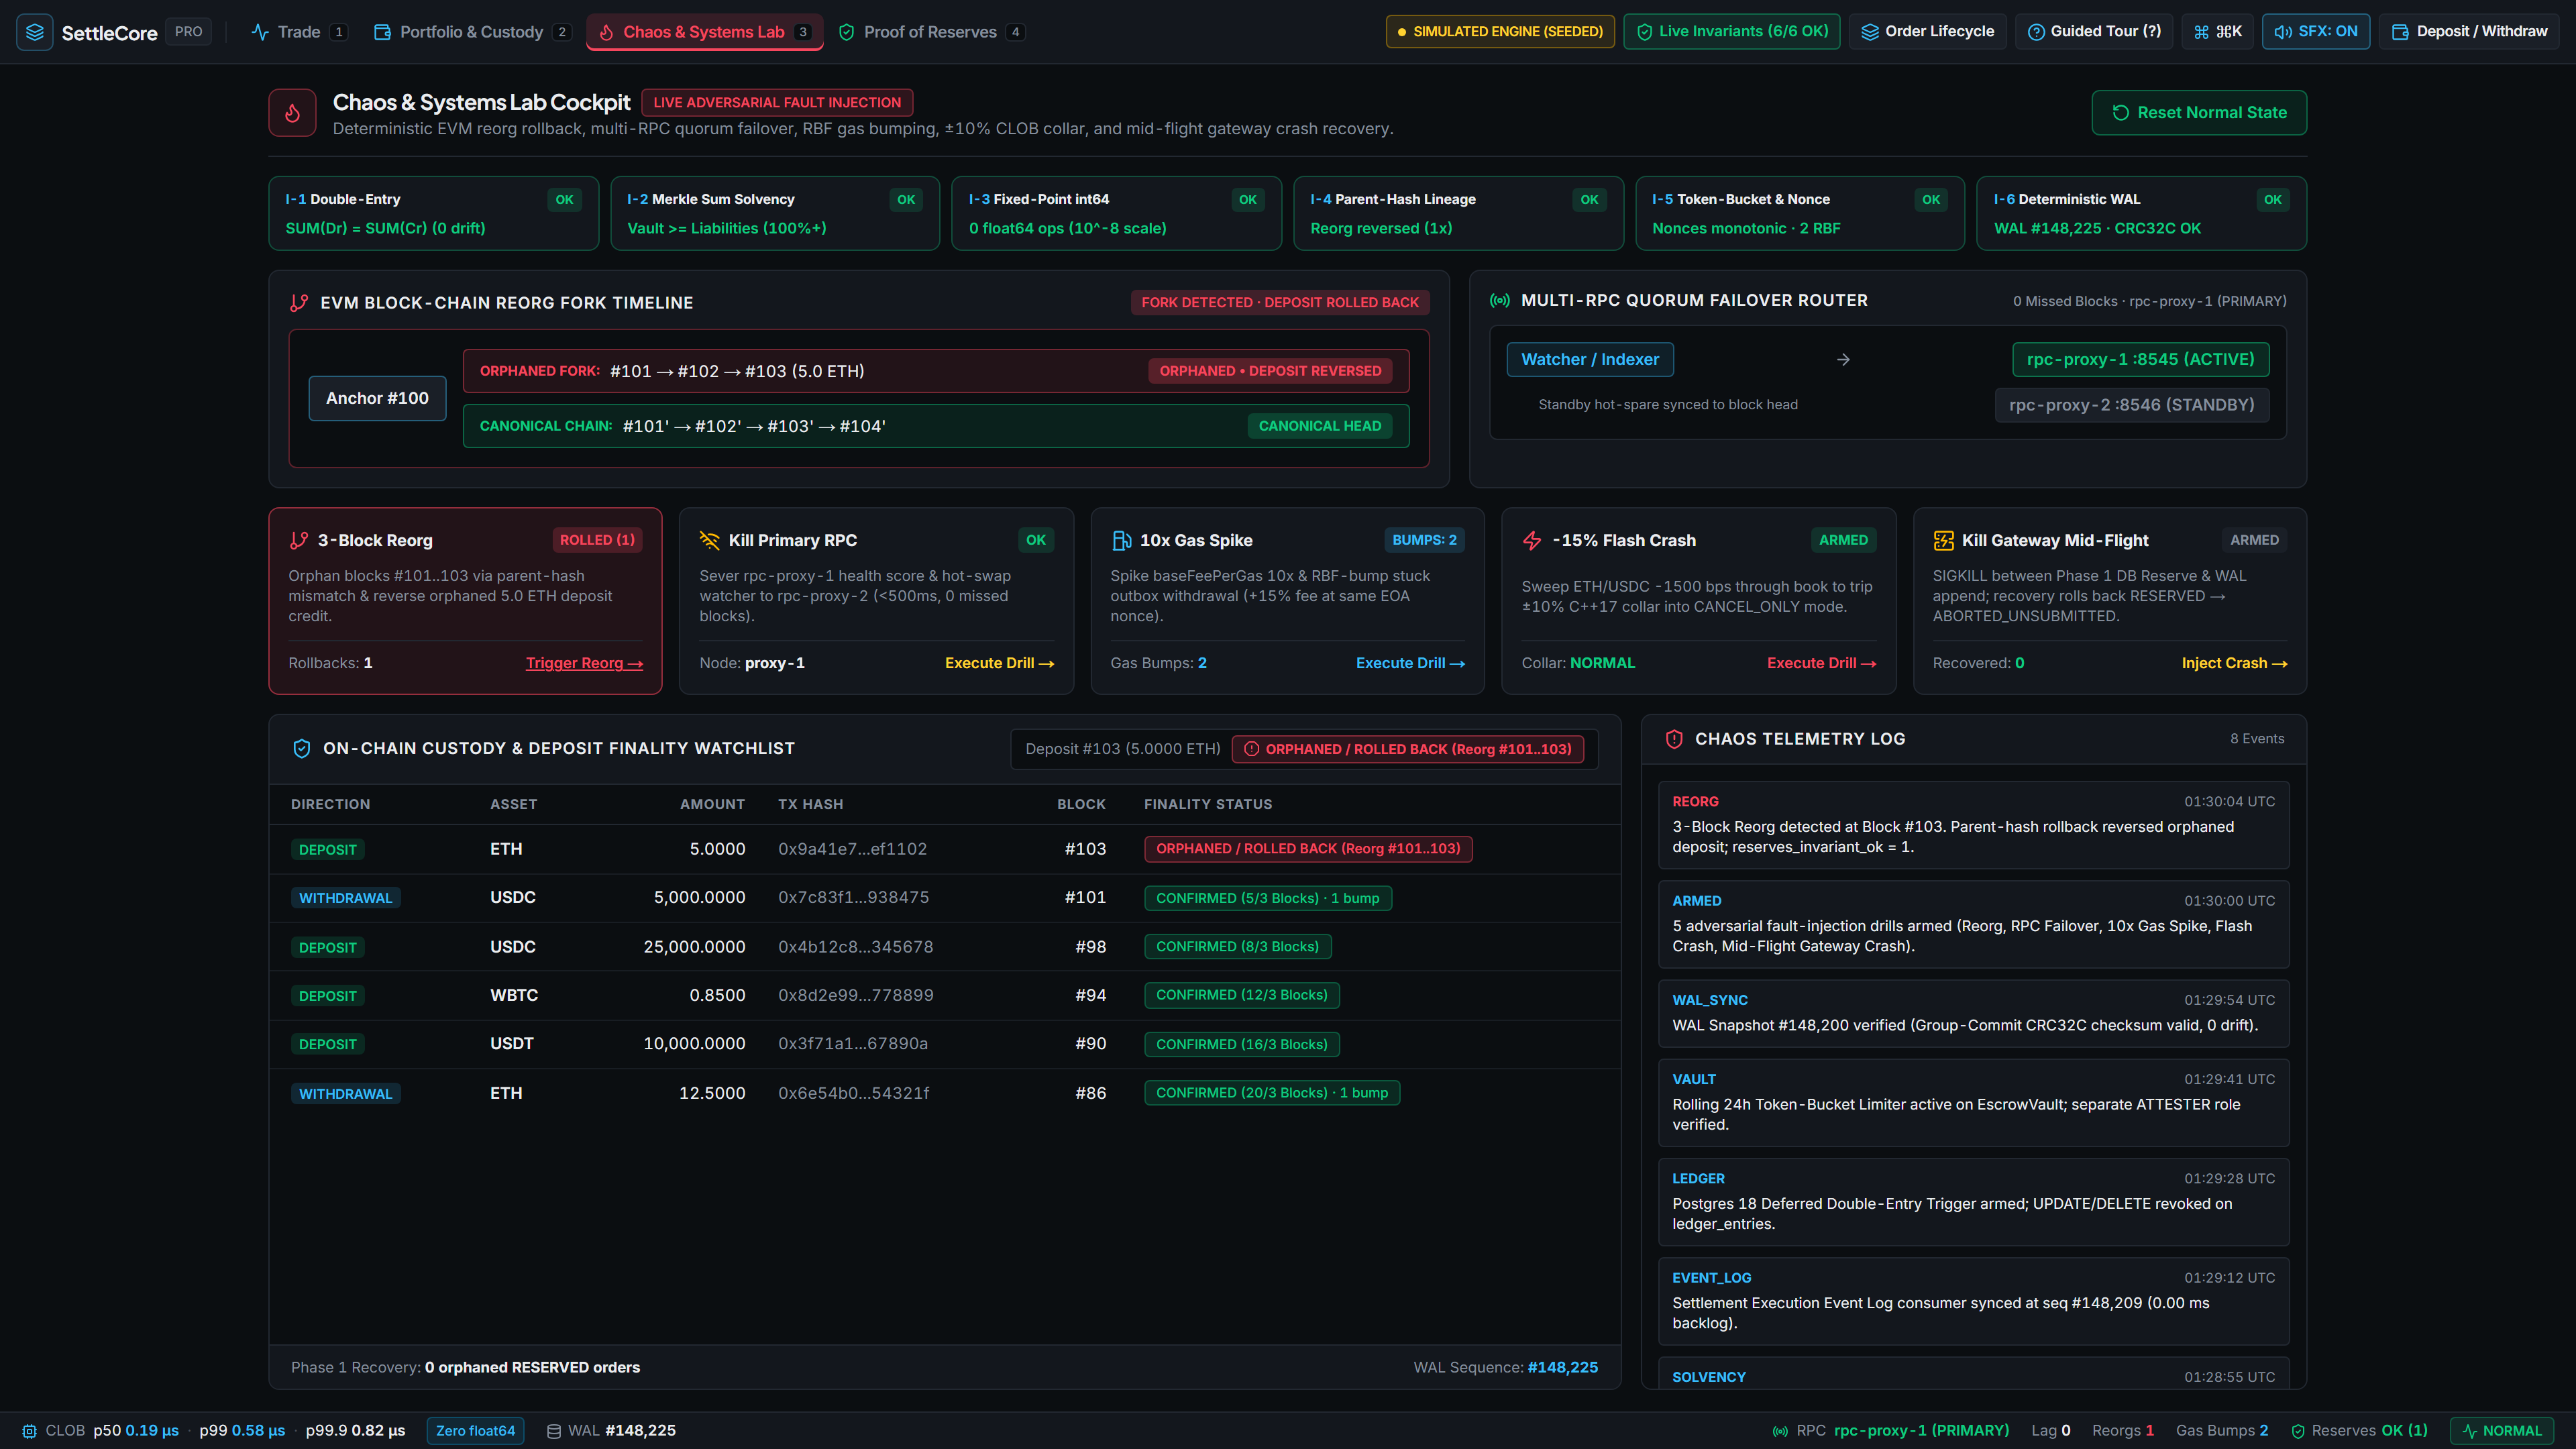 SettleCore PRO Trade 1 Portfolio & Custody 2 Chaos & Systems Lab 3 Proof of Reserves 4 SIMULATED ENGINE (SEEDED) Live Invariants (6/6 OK) Order Lifecycle Guided Tour (?) ⌘ ⌘K SFX: ON Deposit / Withdraw
Chaos & Systems Lab Cockpit LIVE ADVERSARIAL FAULT INJECTION
Deterministic EVM reorg rollback, multi-RPC quorum failover, RBF gas bumping, ±10% CLOB collar, and mid-flight gateway crash recovery.
Reset Normal State
I-1 Double-Entry OK
SUM(Dr) = SUM(Cr) (0 drift)
I-2 Merkle Sum Solvency OK
Vault >= Liabilities (100%+)
I-3 Fixed-Point int64 OK
0 float64 ops (10^-8 scale)
I-4 Parent-Hash Lineage OK
Reorg reversed (1x)
I-5 Token-Bucket & Nonce OK
Nonces monotonic · 2 RBF
I-6 Deterministic WAL OK
WAL #148,225 · CRC32C OK
EVM BLOCK-CHAIN REORG FORK TIMELINE FORK DETECTED · DEPOSIT ROLLED BACK
Anchor #100
ORPHANED FORK: #101 → #102 → #103 (5.0 ETH) ORPHANED • DEPOSIT REVERSED
CANONICAL CHAIN: #101' → #102' → #103' → #104' CANONICAL HEAD
MULTI-RPC QUORUM FAILOVER ROUTER 0 Missed Blocks · rpc-proxy-1 (PRIMARY)
Watcher / Indexer → rpc-proxy-1 :8545 (ACTIVE)
Standby hot-spare synced to block head rpc-proxy-2 :8546 (STANDBY)
3-Block Reorg ROLLED (1)
Orphan blocks #101..103 via parent-hash
mismatch & reverse orphaned 5.0 ETH deposit
credit.
Rollbacks: 1 Trigger Reorg →
Kill Primary RPC OK
Sever rpc-proxy-1 health score & hot-swap
watcher to rpc-proxy-2 (<500ms, 0 missed
blocks).
Node: proxy-1 Execute Drill →
10x Gas Spike BUMPS: 2
Spike baseFeePerGas 10x & RBF-bump stuck
outbox withdrawal (+15% fee at same EOA
nonce).
Gas Bumps: 2 Execute Drill →
-15% Flash Crash ARMED
Sweep ETH/USDC -1500 bps through book to trip
±10% C++17 collar into CANCEL_ONLY mode.
Collar: NORMAL Execute Drill →
Kill Gateway Mid-Flight ARMED
SIGKILL between Phase 1 DB Reserve & WAL
append; recovery rolls back RESERVED →
ABORTED_UNSUBMITTED.
Recovered: 0 Inject Crash →
ON-CHAIN CUSTODY & DEPOSIT FINALITY WATCHLIST Deposit #103 (5.0000 ETH) ORPHANED / ROLLED BACK (Reorg #101..103)
DIRECTION ASSET AMOUNT TX HASH BLOCK FINALITY STATUS
DEPOSIT ETH 5.0000 0x9a41e7...ef1102 #103 ORPHANED / ROLLED BACK (Reorg #101..103)
WITHDRAWAL USDC 5,000.0000 0x7c83f1...938475 #101 CONFIRMED (5/3 Blocks) · 1 bump
DEPOSIT USDC 25,000.0000 0x4b12c8...345678 #98 CONFIRMED (8/3 Blocks)
DEPOSIT WBTC 0.8500 0x8d2e99...778899 #94 CONFIRMED (12/3 Blocks)
DEPOSIT USDT 10,000.0000 0x3f71a1...67890a #90 CONFIRMED (16/3 Blocks)
WITHDRAWAL ETH 12.5000 0x6e54b0...54321f #86 CONFIRMED (20/3 Blocks) · 1 bump
Phase 1 Recovery: 0 orphaned RESERVED orders WAL Sequence: #148,225
CHAOS TELEMETRY LOG 8 Events
REORG 01:30:04 UTC
3-Block Reorg detected at Block #103. Parent-hash rollback reversed orphaned
deposit; reserves_invariant_ok = 1.
ARMED 01:30:00 UTC
5 adversarial fault-injection drills armed (Reorg, RPC Failover, 10x Gas Spike, Flash
Crash, Mid-Flight Gateway Crash).
WAL_SYNC 01:29:54 UTC
WAL Snapshot #148,200 verified (Group-Commit CRC32C checksum valid, 0 drift).
VAULT 01:29:41 UTC
Rolling 24h Token-Bucket Limiter active on EscrowVault; separate ATTESTER role
verified.
LEDGER 01:29:28 UTC
Postgres 18 Deferred Double-Entry Trigger armed; UPDATE/DELETE revoked on
ledger_entries.
EVENT_LOG 01:29:12 UTC
Settlement Execution Event Log consumer synced at seq #148,209 (0.00 ms
backlog).
SOLVENCY 01:28:55 UTC
CLOB p50 0.19 µs · p99 0.58 µs · p99.9 0.82 µs Zero float64 WAL #148,225 RPC rpc-proxy-1 (PRIMARY) Lag 0 Reorgs 1 Gas Bumps 2 Reserves OK (1) NORMAL